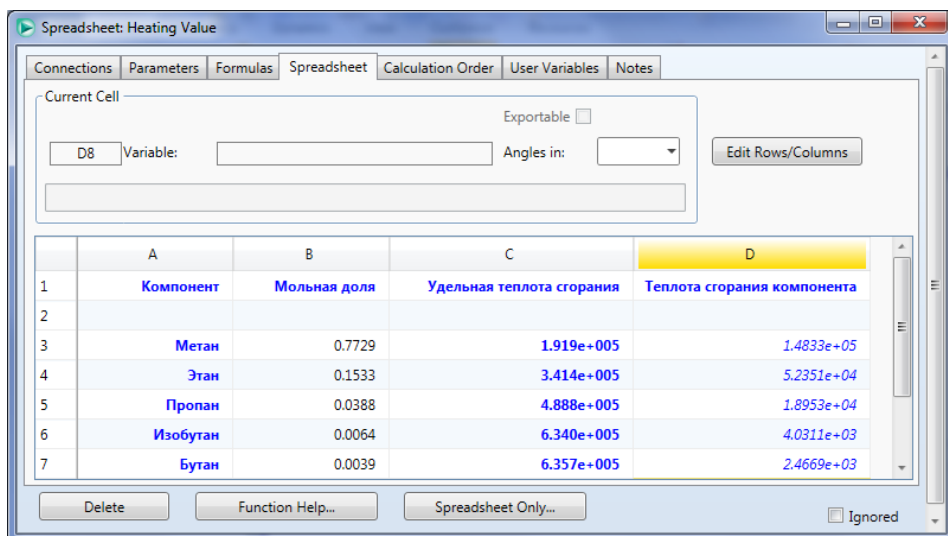 Spreadsheet: Heating Value
Connections Parameters Formulas Spreadsheet Calculation Order User Variables Notes
Current Cell
Exportable
D8 Variable: Angles in: Edit Rows/Columns
A B C D
1 Компонент Мольная доля Удельная теплота сгорания Теплота сгорания компонента
2
3 Метан 0.7729 1.919e+005 1.4833e+05
4 Этан 0.1533 3.414e+005 5.2351e+04
5 Пропан 0.0388 4.888e+005 1.8953e+04
6 Изобутан 0.0064 6.340e+005 4.0311e+03
7 Бутан 0.0039 6.357e+005 2.4669e+03
Delete Function Help... Spreadsheet Only... Ignored